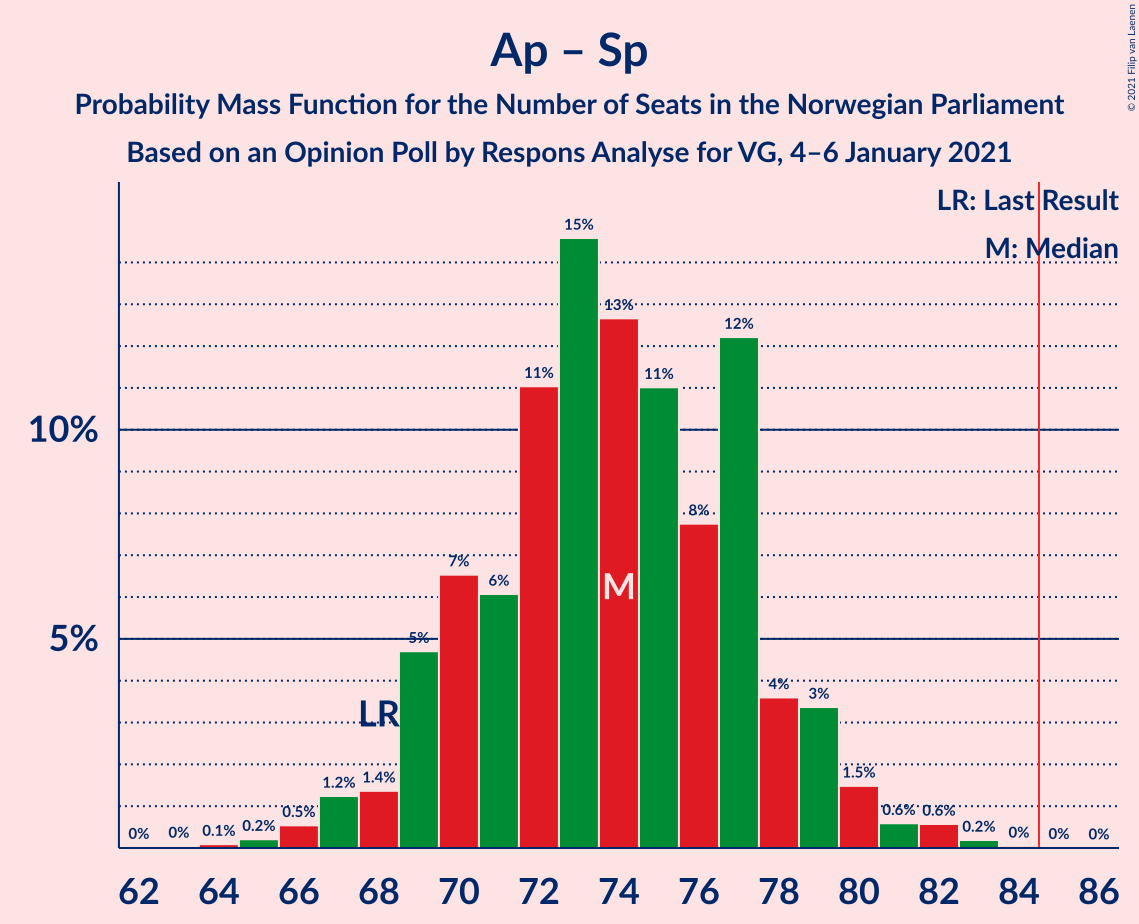 © 2021 Filip van Laenen
Ap – Sp
Probability Mass Function for the Number of Seats in the Norwegian Parliament
Based on an Opinion Poll by Respons Analyse for VG, 4–6 January 2021
LR: Last Result
M: Median
10%
5%
0% 0% 0.1% 0.2% 0.5% 1.2% 1.4% 5% 7% 6% 11% 15% 13% 11% 8% 12% 4% 3% 1.5% 0.6% 0.6% 0.2% 0% 0% 0%
LR
M
62 64 66 68 70 72 74 76 78 80 82 84 86